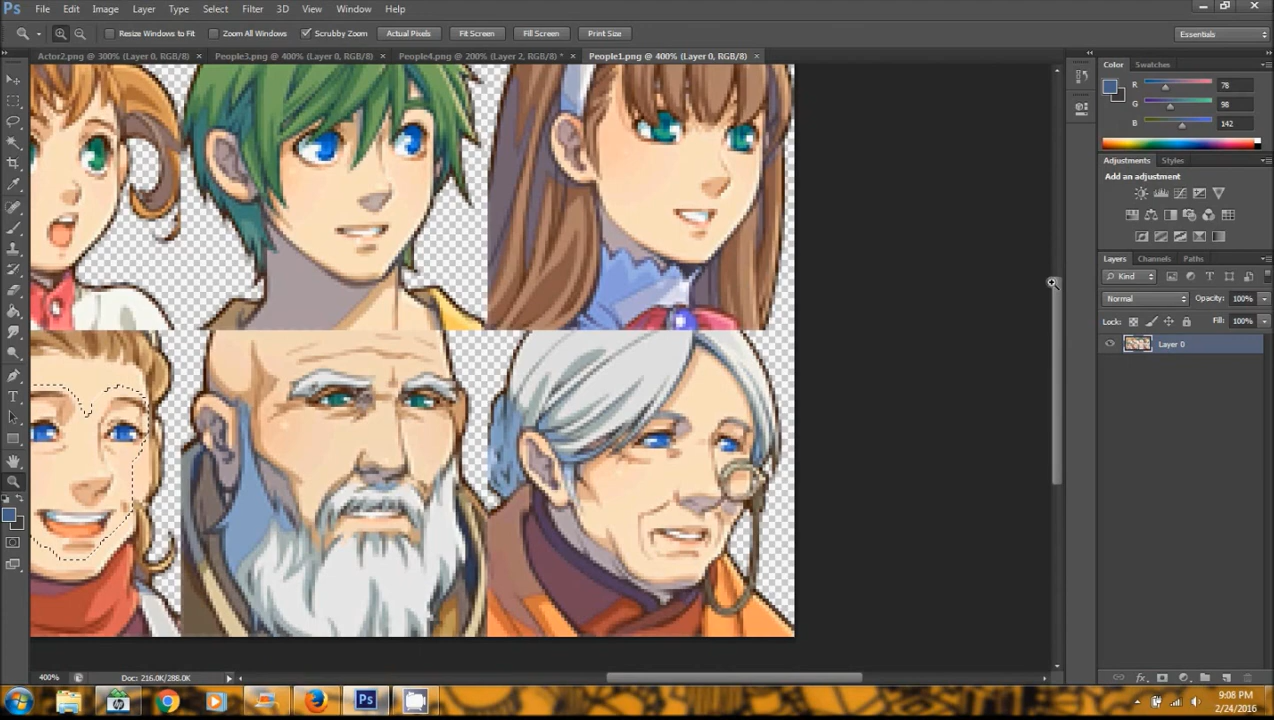 Ps File Edit Image Layer Type Select Filter 3D View Window Help
Resize Windows to Fit Zoom All Windows Scrubby Zoom Actual Pixels Fit Screen Fill Screen Print Size Essentials
Actor2.png @ 300% (Layer 0, RGB/8) × People3.png @ 400% (Layer 0, RGB/8) × People4.png @ 200% (Layer 2, RGB/8) * × People1.png @ 400% (Layer 0, RGB/8) ×
Color Swatches
R 78
G 98
B 142
Adjustments Styles
Add an adjustment
Layers Channels Paths
Kind
Normal Opacity: 100%
Lock: Fill: 100%
Layer 0
400% Doc: 216.0K/288.0K
Ps
9:08 PM
2/24/2016